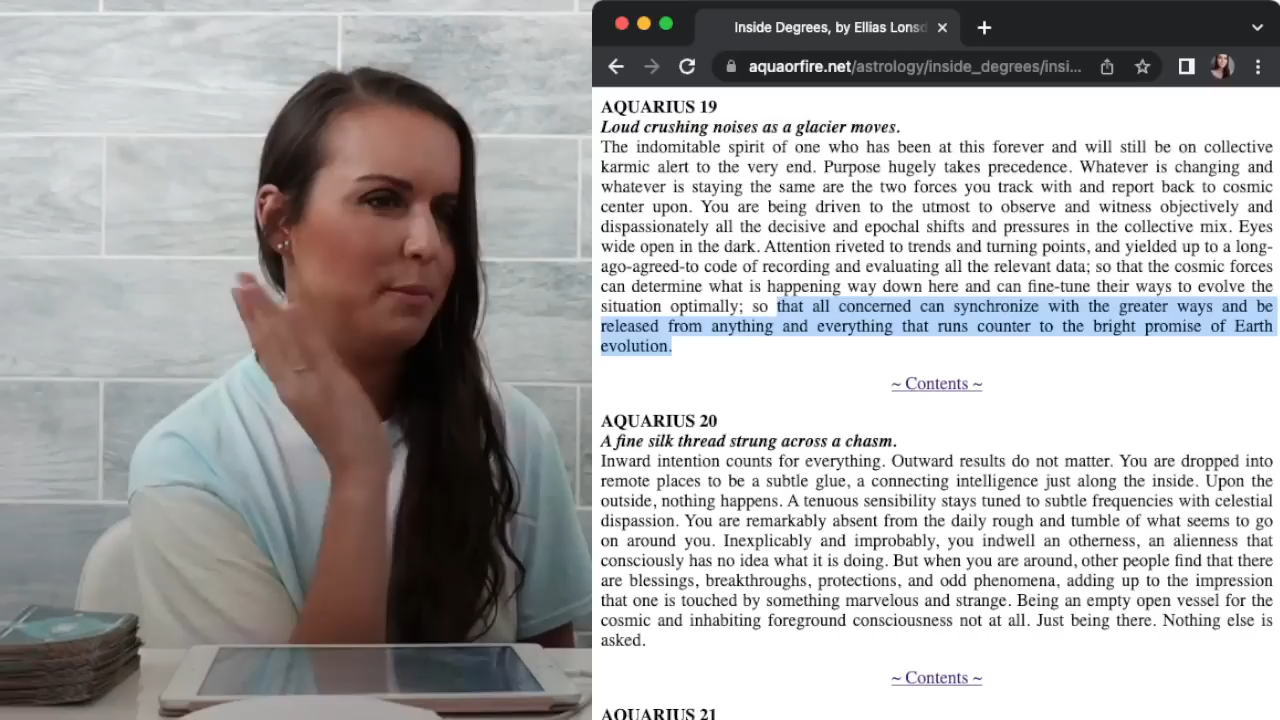 Inside Degrees, by Ellias Lonsd
aquaorfire.net/astrology/inside_degrees/insi...
AQUARIUS 19
Loud crushing noises as a glacier moves.
The indomitable spirit of one who has been at this forever and will still be on collective
karmic alert to the very end. Purpose hugely takes precedence. Whatever is changing and
whatever is staying the same are the two forces you track with and report back to cosmic
center upon. You are being driven to the utmost to observe and witness objectively and
dispassionately all the decisive and epochal shifts and pressures in the collective mix. Eyes
wide open in the dark. Attention riveted to trends and turning points, and yielded up to a long-
ago-agreed-to code of recording and evaluating all the relevant data; so that the cosmic forces
can determine what is happening way down here and can fine-tune their ways to evolve the
situation optimally; so that all concerned can synchronize with the greater ways and be
released from anything and everything that runs counter to the bright promise of Earth
evolution.
~ Contents ~
AQUARIUS 20
A fine silk thread strung across a chasm.
Inward intention counts for everything. Outward results do not matter. You are dropped into
remote places to be a subtle glue, a connecting intelligence just along the inside. Upon the
outside, nothing happens. A tenuous sensibility stays tuned to subtle frequencies with celestial
dispassion. You are remarkably absent from the daily rough and tumble of what seems to go
on around you. Inexplicably and improbably, you indwell an otherness, an alienness that
consciously has no idea what it is doing. But when you are around, other people find that there
are blessings, breakthroughs, protections, and odd phenomena, adding up to the impression
that one is touched by something marvelous and strange. Being an empty open vessel for the
cosmic and inhabiting foreground consciousness not at all. Just being there. Nothing else is
asked.
~ Contents ~
AQUARIUS 21